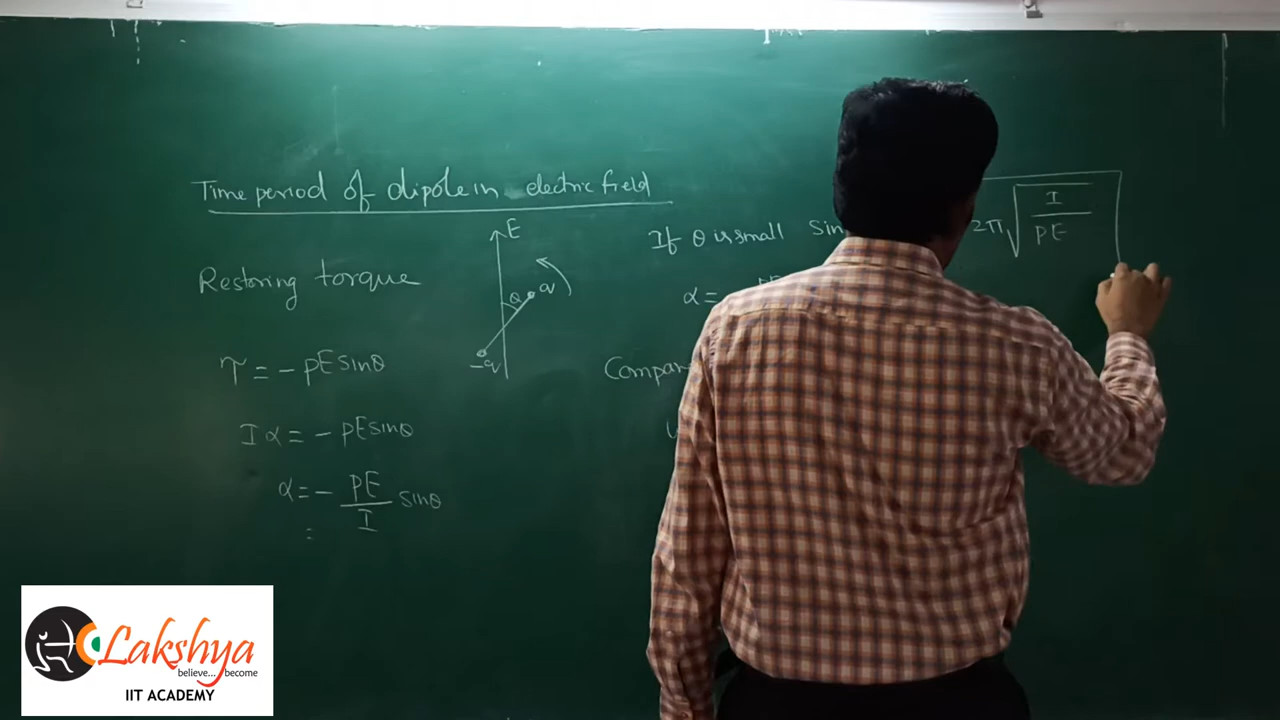 Time period of dipole in electric field
E
Restoring torque
θ
q
-q
τ = - pE sinθ
Iα = - pE sinθ
α = - pE/I sinθ
=
If θ is small Sin
α =
2π√(I/PE)
Lakshya
believe... become
IIT ACADEMY